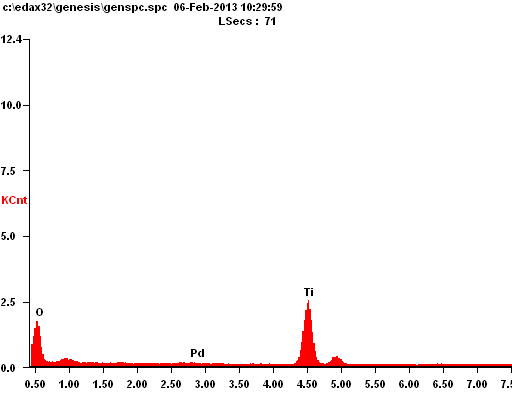 c:\edax32\genesis\genspc.spc 06-Feb-2013 10:29:59
LSecs : 71
12.4
10.0
7.5
KCnt
5.0
2.5
Ti
O
Pd
0.0
0.50 1.00 1.50 2.00 2.50 3.00 3.50 4.00 4.50 5.00 5.50 6.00 6.50 7.00 7.5